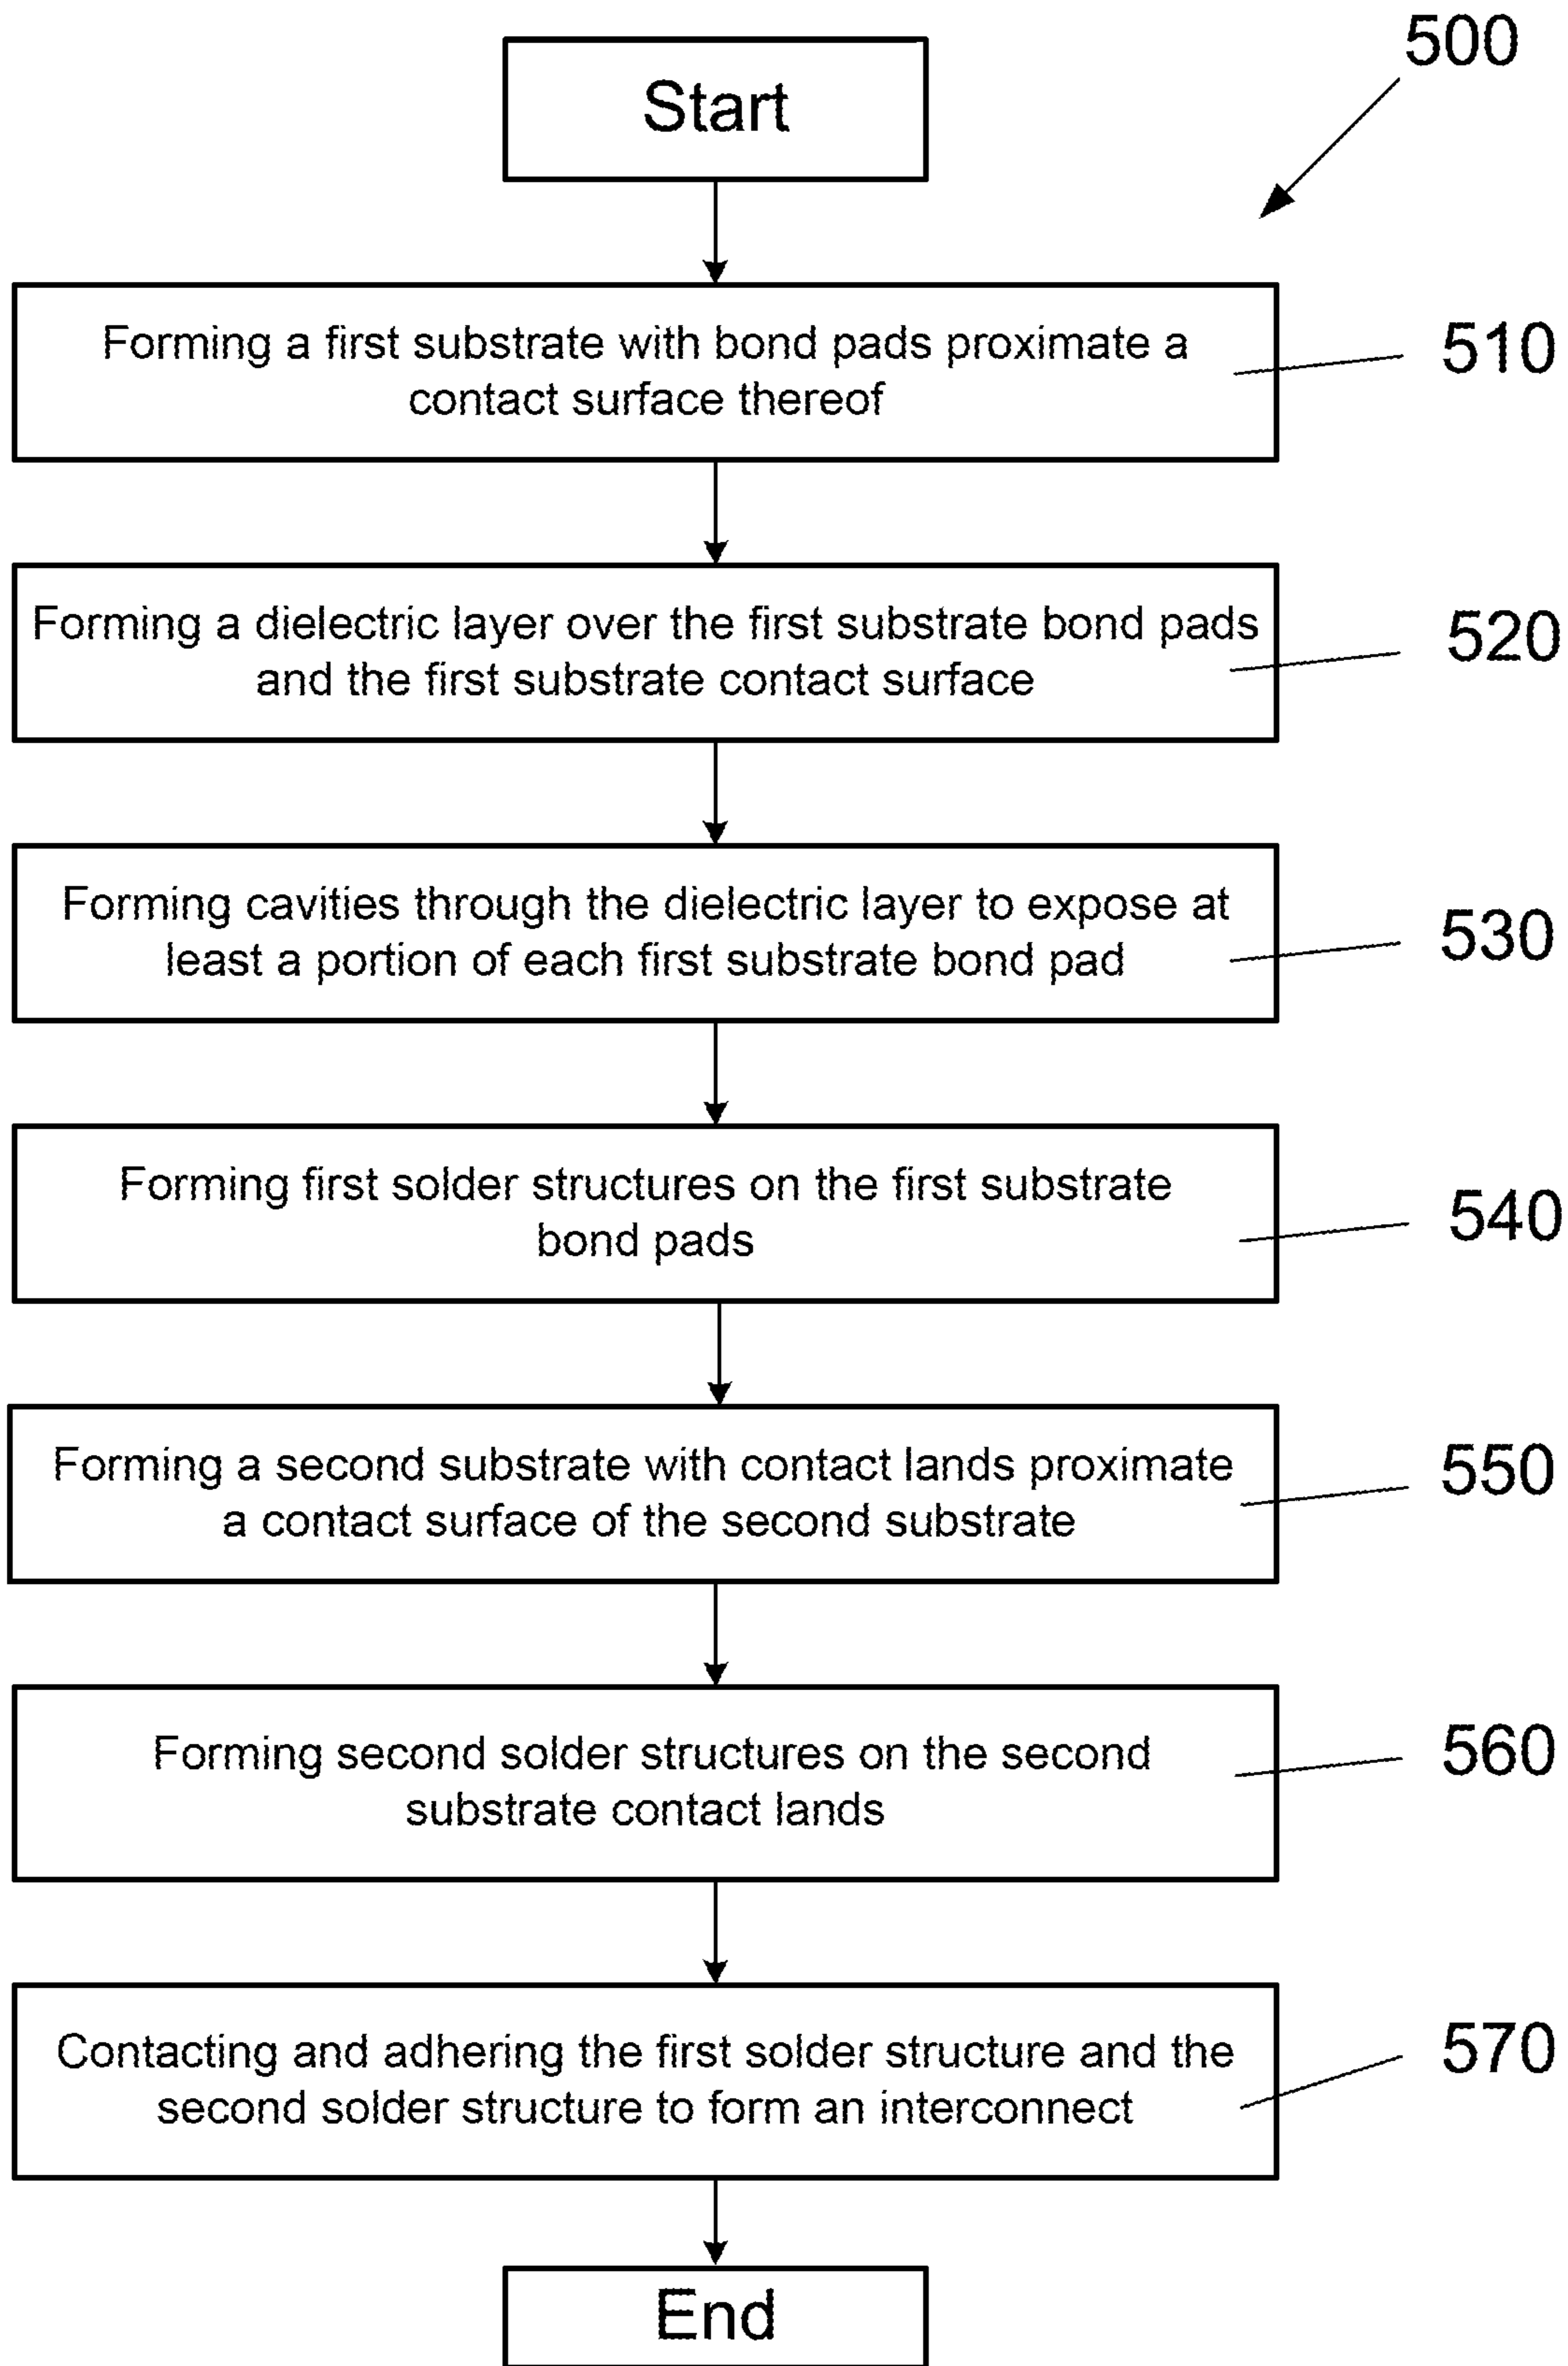 500
Start
Forming a first substrate with bond pads proximate a
contact surface thereof
510
Forming a dielectric layer over the first substrate bond pads
and the first substrate contact surface
520
Forming cavities through the dielectric layer to expose at
least a portion of each first substrate bond pad
530
Forming first solder structures on the first substrate
bond pads
540
Forming a second substrate with contact lands proximate
a contact surface of the second substrate
550
Forming second solder structures on the second
substrate contact lands
560
Contacting and adhering the first solder structure and the
second solder structure to form an interconnect
570
End